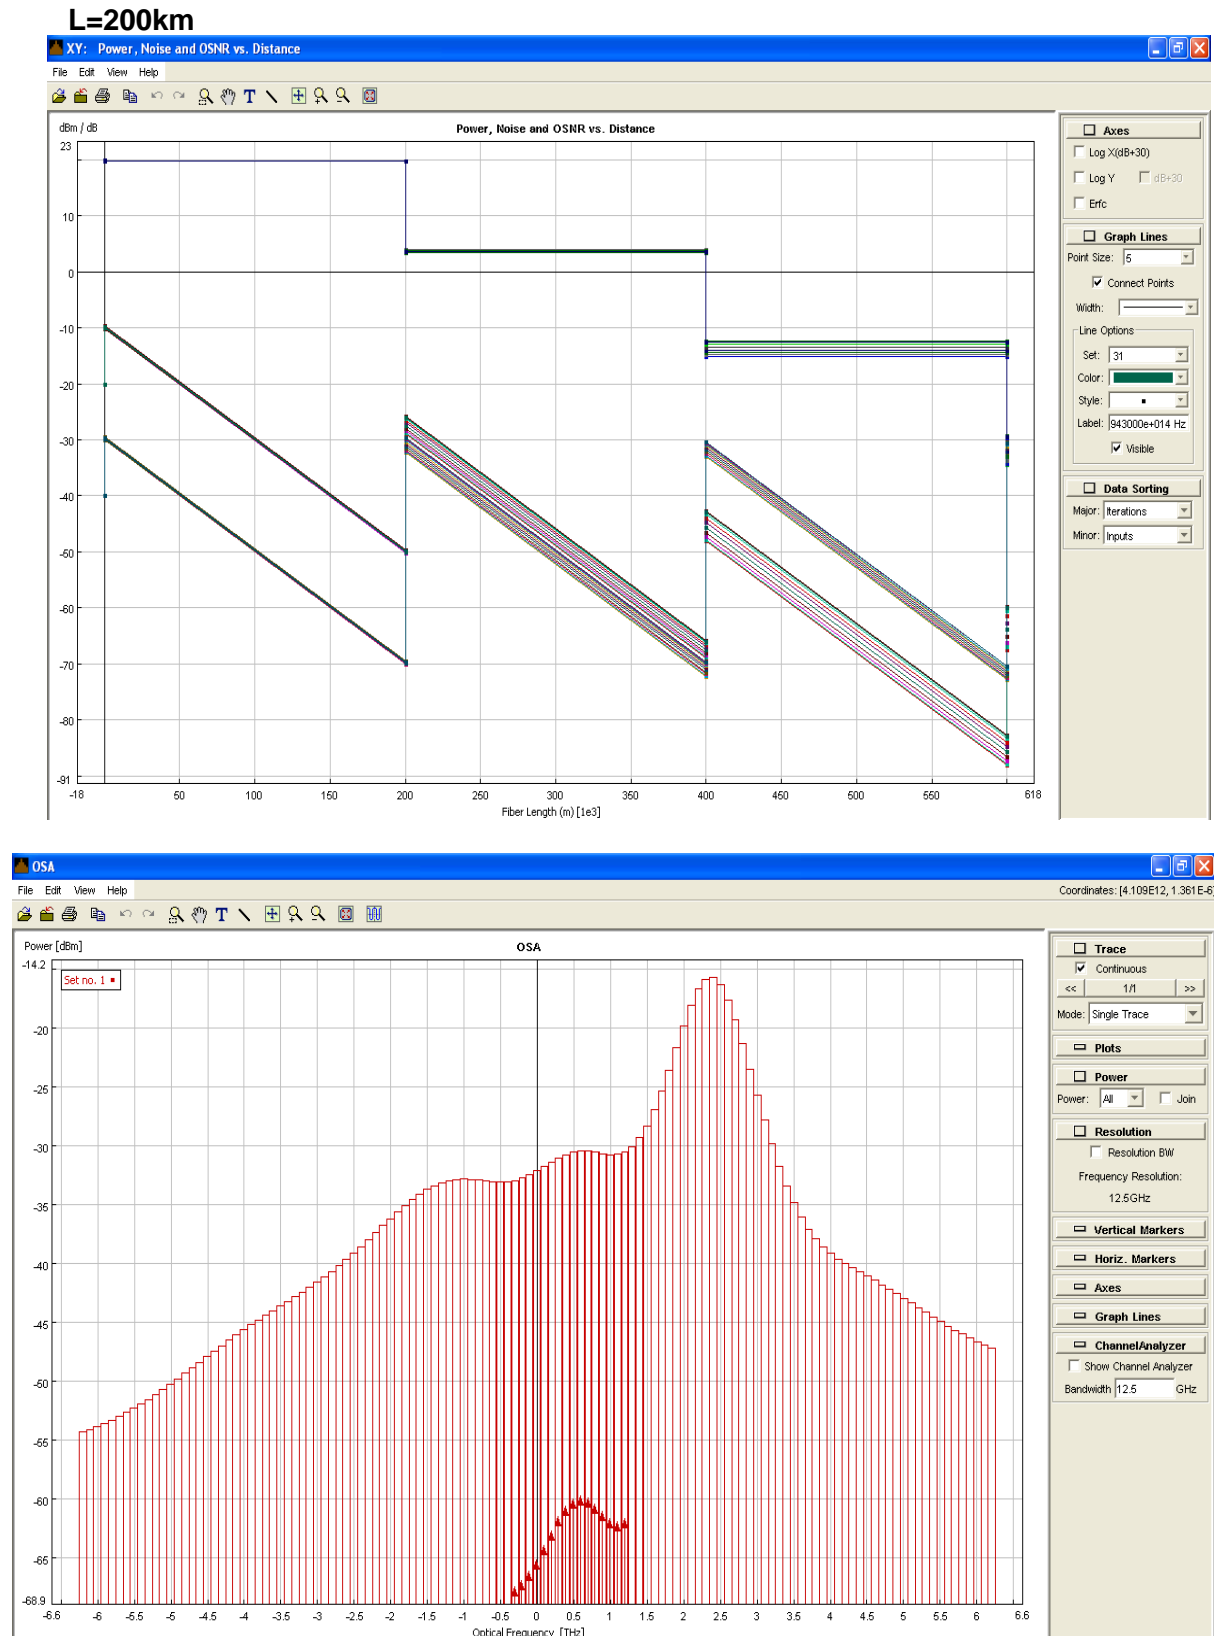 L=200km
XY: Power, Noise and OSNR vs. Distance
File Edit View Help
dBm / dB
Power, Noise and OSNR vs. Distance
23
10
0
-10
-20
-30
-40
-50
-60
-70
-80
-91
-18 50 100 150 200 250 300 350 400 450 500 550 618
Fiber Length (m) [1e3]
Axes
Log X(dB+30)
Log Y dB+30
Erfc
Graph Lines
Point Size: 5
Connect Points
Width:
Line Options
Set: 31
Color:
Style:
Label: 943000e+014 Hz
Visible
Data Sorting
Major: Iterations
Minor: Inputs
OSA
File Edit View Help
Coordinates: [4.109E12, 1.361E-6]
Power [dBm]
OSA
Set no. 1
-14.2
-20
-25
-30
-35
-40
-45
-50
-55
-60
-65
-68.9
-6.6 -6 -5.5 -5 -4.5 -4 -3.5 -3 -2.5 -2 -1.5 -1 -0.5 0 0.5 1 1.5 2 2.5 3 3.5 4 4.5 5 5.5 6 6.6
Optical Frequency [THz]
Trace
Continuous
<< 1/1 >>
Mode: Single Trace
Plots
Power
Power: All Join
Resolution
Resolution BW
Frequency Resolution:
12.5GHz
Vertical Markers
Horiz. Markers
Axes
Graph Lines
ChannelAnalyzer
Show Channel Analyzer
Bandwidth 12.5 GHz